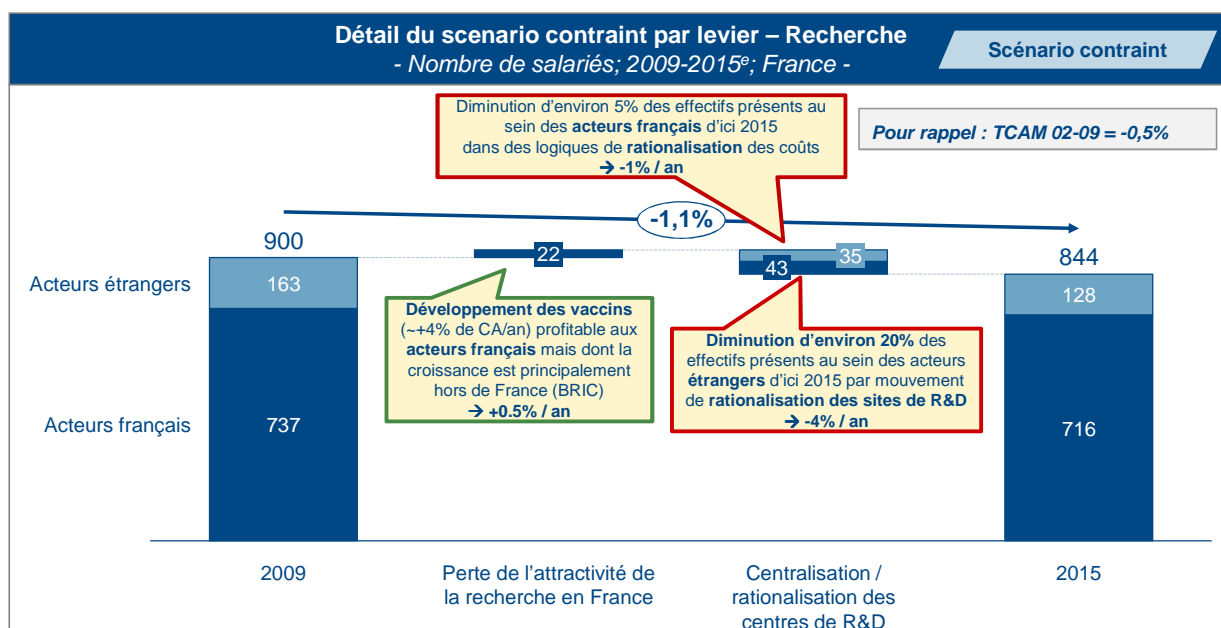 Détail du scenario contraint par levier – Recherche
- Nombre de salariés; 2009-2015ᵉ; France -
Scénario contraint
Diminution d'environ 5% des effectifs présents au
sein des acteurs français d'ici 2015
dans des logiques de rationalisation des coûts
→ -1% / an
Pour rappel : TCAM 02-09 = -0,5%
-1,1%
900
22
35
43
844
Acteurs étrangers
163
128
Développement des vaccins
(~+4% de CA/an) profitable aux
acteurs français mais dont la
croissance est principalement
hors de France (BRIC)
→ +0.5% / an
Diminution d'environ 20% des
effectifs présents au sein des acteurs
étrangers d'ici 2015 par mouvement
de rationalisation des sites de R&D
→ -4% / an
Acteurs français
737
716
2009
Perte de l'attractivité de
la recherche en France
Centralisation /
rationalisation des
centres de R&D
2015